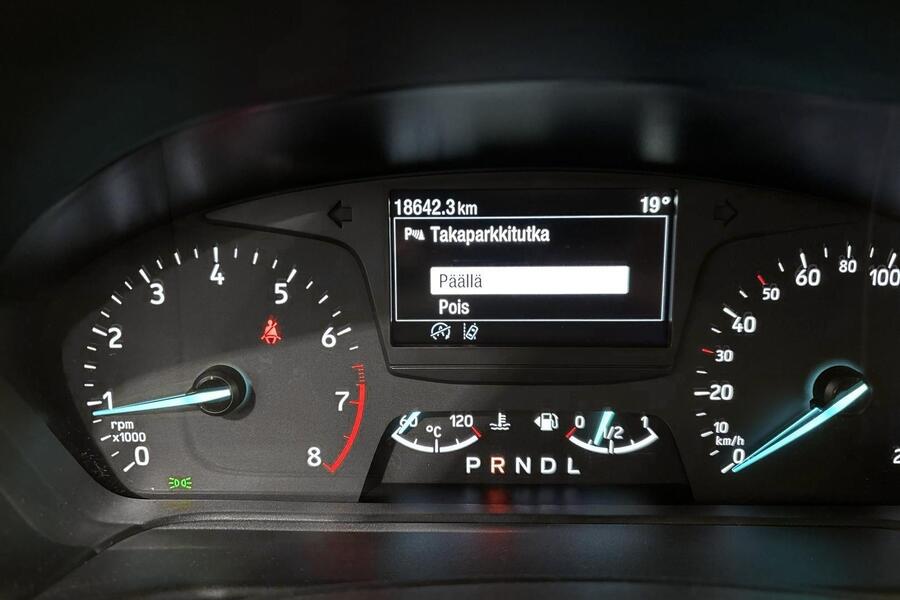 18642.3 km 19°
P Takaparkkitutka
Päällä
Pois
0 1 2 3 4 5 6 7 8
rpm
x1000
0 10 20 30 40 50 60 80 100
km/h
°C 120
0 1/2 1
P R N D L